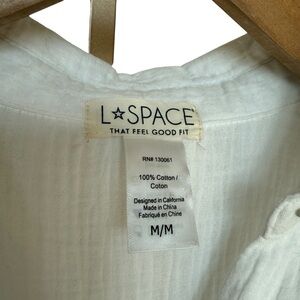 L☆SPACE
THAT FEEL GOOD FIT
RN# 130061
100% Cotton /
Coton
Designed in California
Made in China
Fabriqué en Chine
M/M